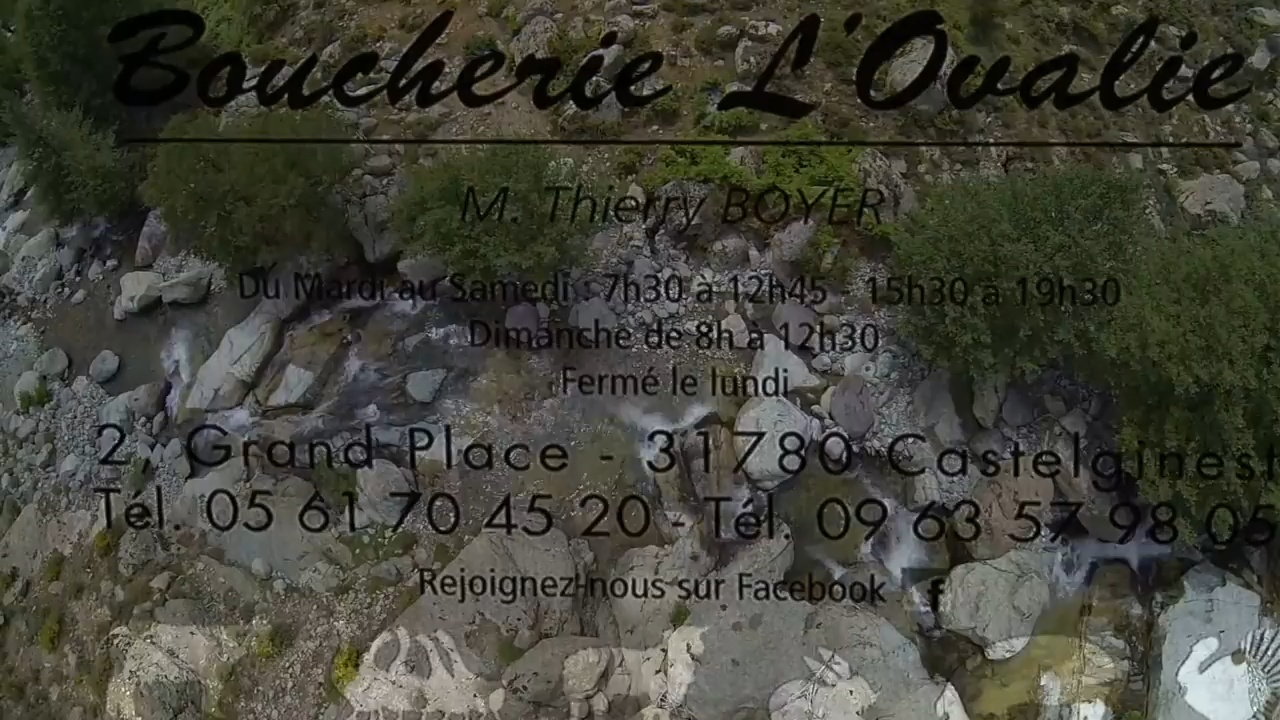 Boucherie L'Ovalie
M. Thierry BOYER
Du Mardi au Samedi : 7h30 à 12h45 15h30 à 19h30
Dimanche de 8h à 12h30
Fermé le lundi
2, Grand Place - 31780 Castelginest
Tél. 05 61 70 45 20 - Tél. 09 63 57 98 05
Rejoignez-nous sur Facebook f